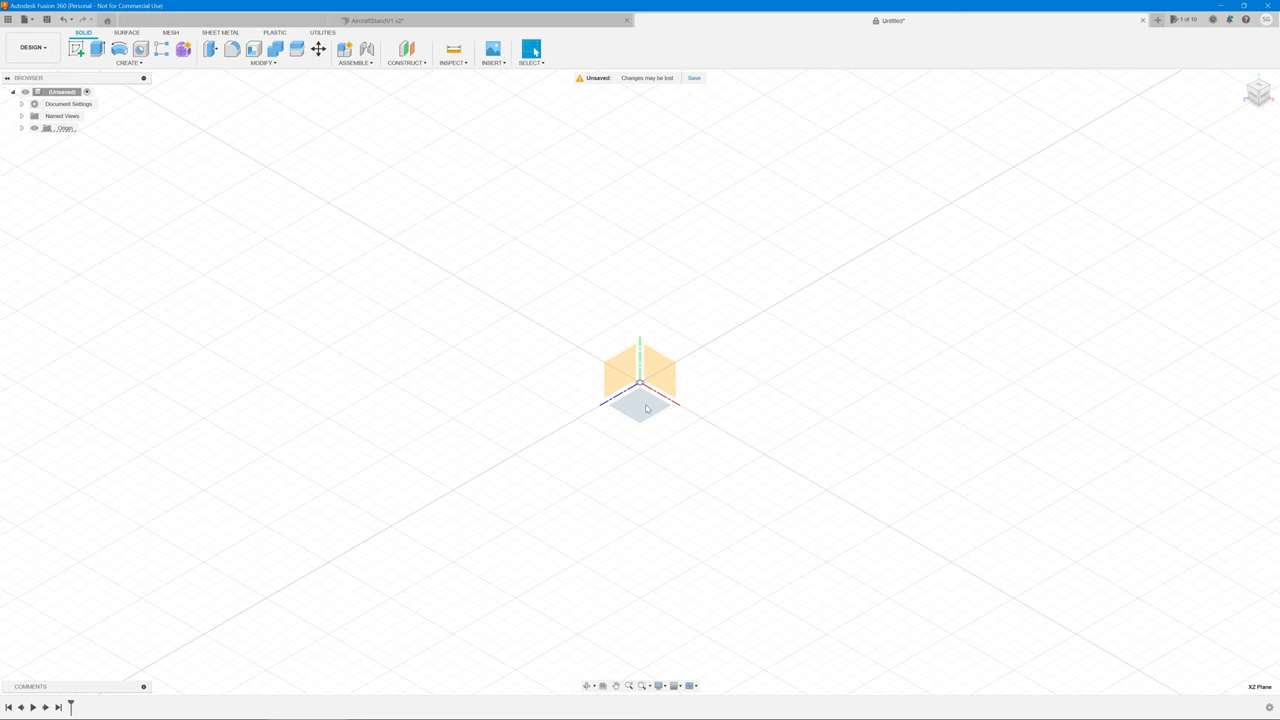 Autodesk Fusion 360 (Personal - Not for Commercial Use)
AircraftStandV1 v2*
Untitled*
1 of 10
SG
DESIGN
SOLID
SURFACE
MESH
SHEET METAL
PLASTIC
UTILITIES
CREATE
MODIFY
ASSEMBLE
CONSTRUCT
INSPECT
INSERT
SELECT
BROWSER
Unsaved:
Changes may be lost
Save
(Unsaved)
Document Settings
Named Views
Origin
COMMENTS
XZ Plane